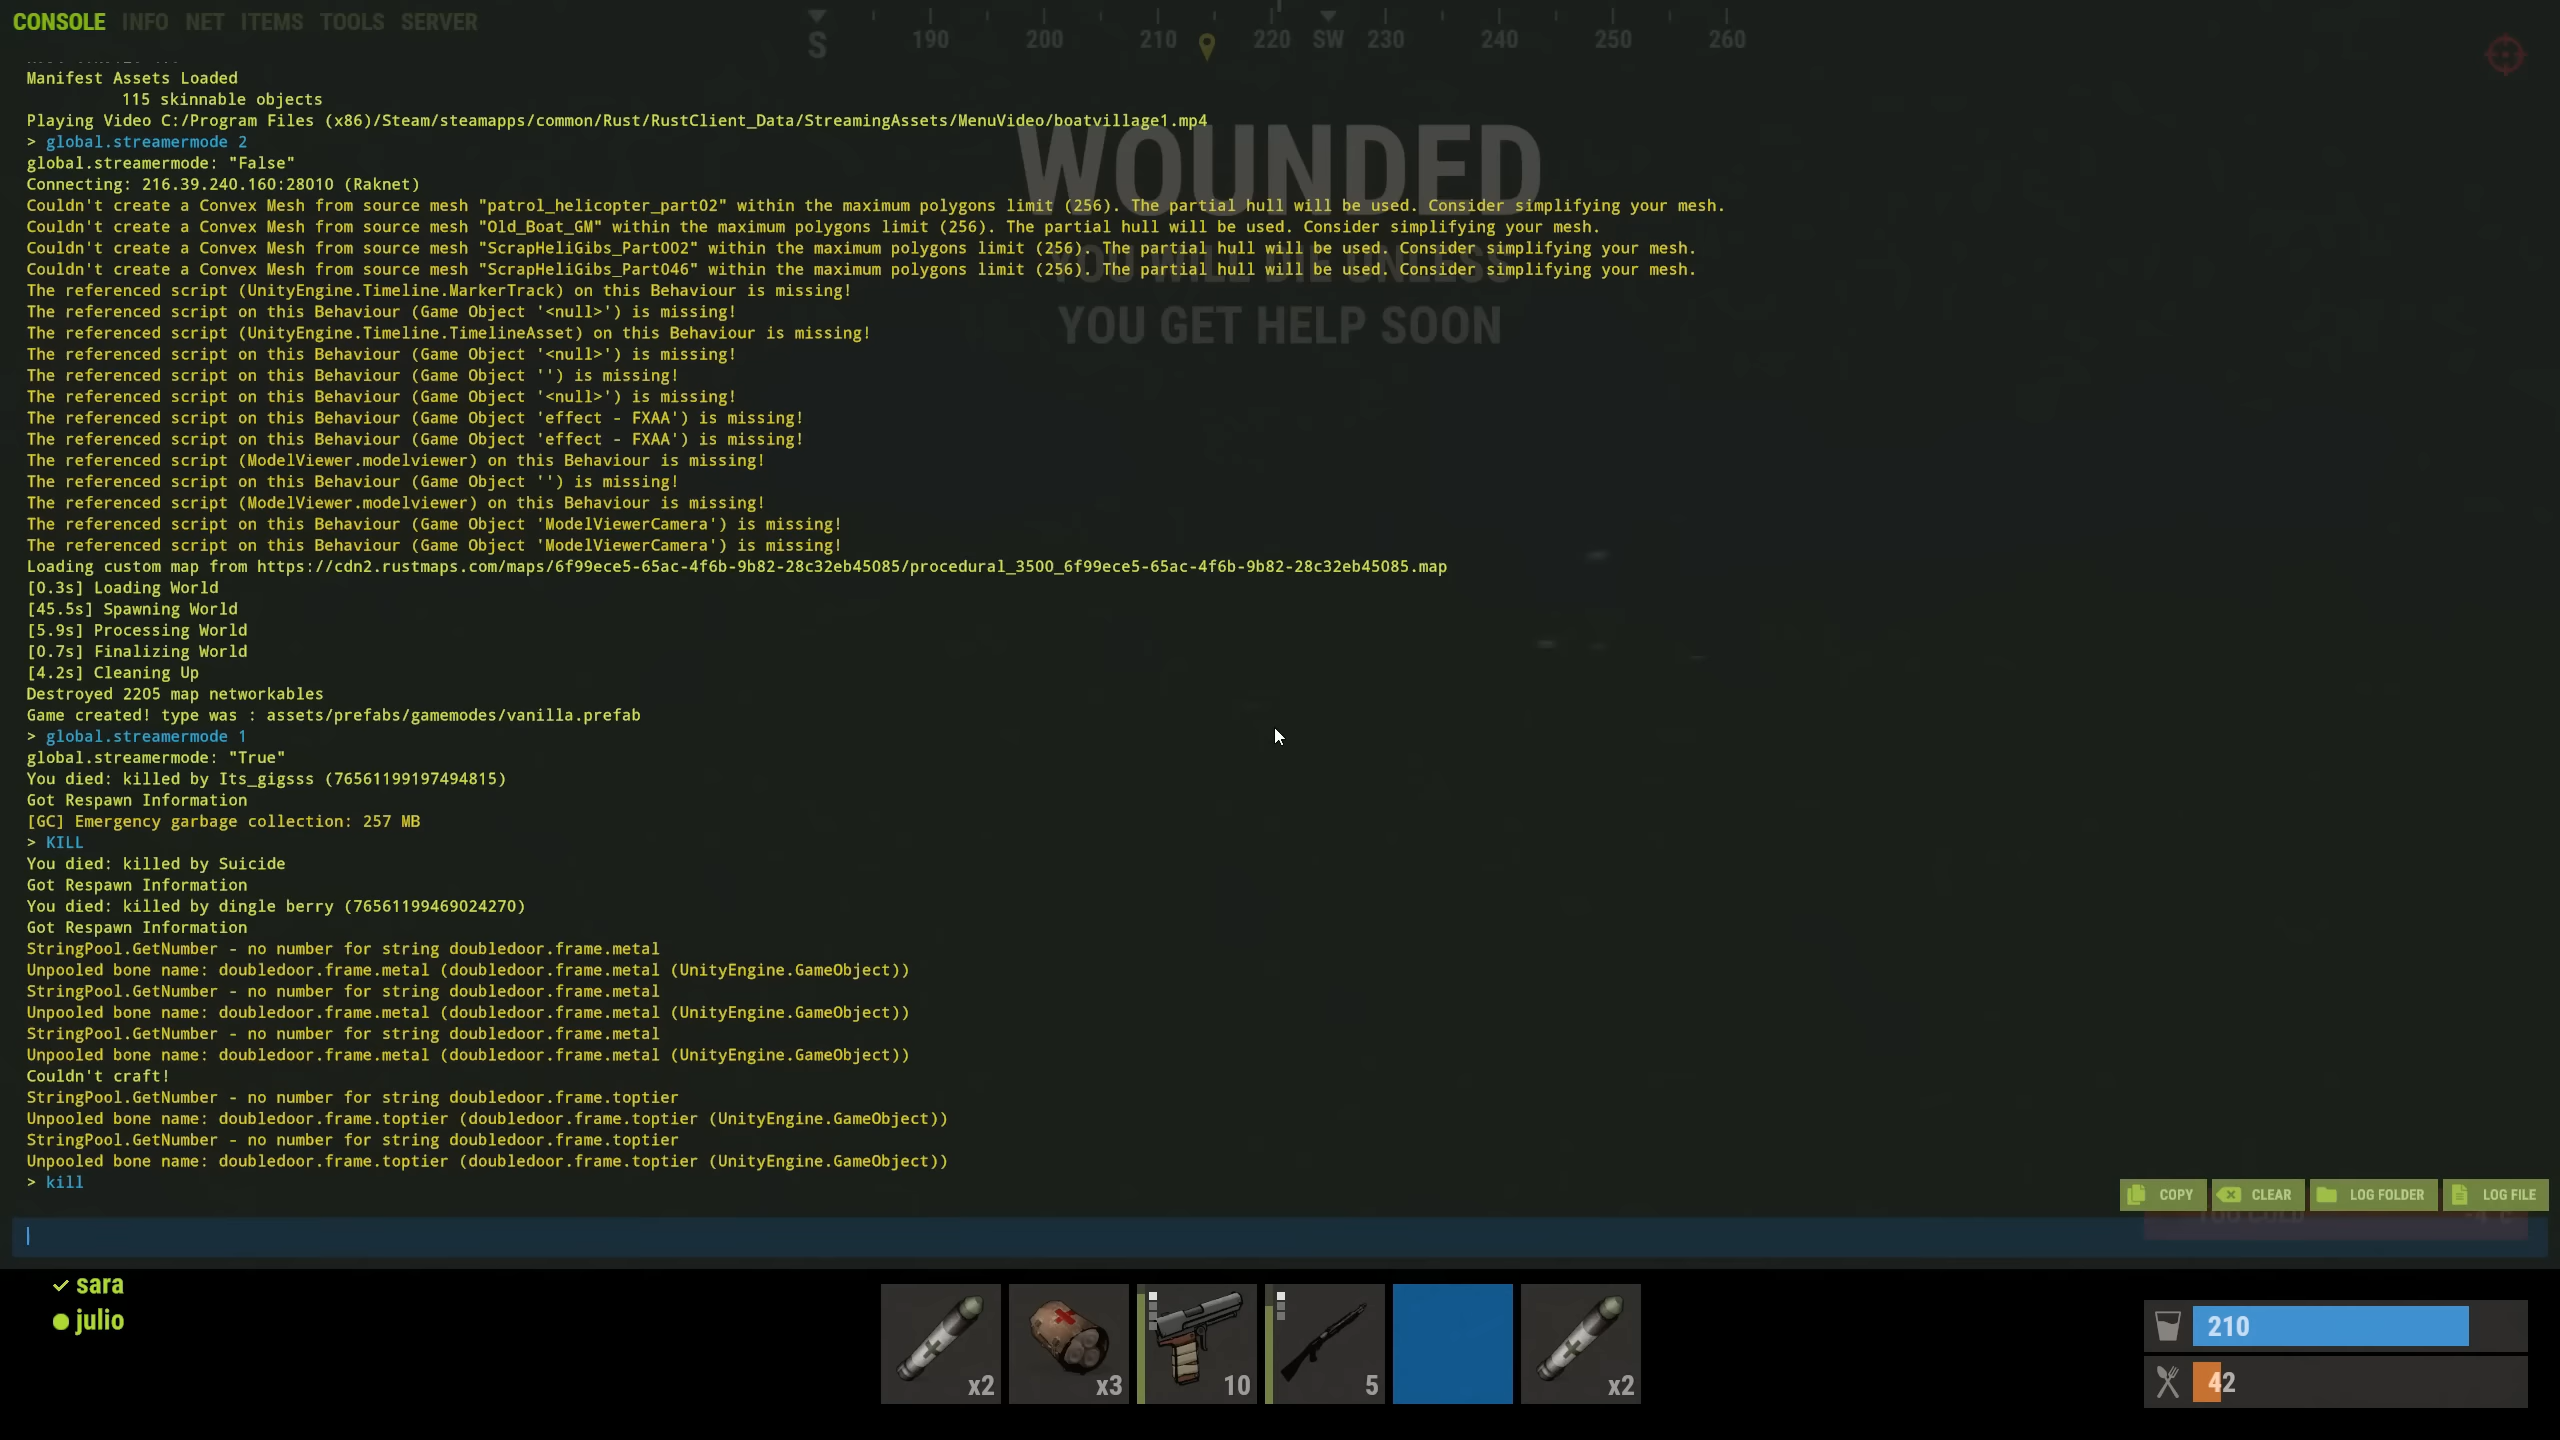 CONSOLE INFO NET ITEMS TOOLS SERVER
S 190 200 210 220 SW 230 240 250 260
Manifest Assets Loaded
115 skinnable objects
Playing Video C:/Program Files (x86)/Steam/steamapps/common/Rust/RustClient_Data/StreamingAssets/MenuVideo/boatvillage1.mp4
> global.streamermode 2
global.streamermode: "False"
Connecting: 216.39.240.160:28010 (Raknet)
Couldn't create a Convex Mesh from source mesh "patrol_helicopter_part02" within the maximum polygons limit (256). The partial hull will be used. Consider simplifying your mesh.
Couldn't create a Convex Mesh from source mesh "Old_Boat_GM" within the maximum polygons limit (256). The partial hull will be used. Consider simplifying your mesh.
Couldn't create a Convex Mesh from source mesh "ScrapHeliGibs_Part002" within the maximum polygons limit (256). The partial hull will be used. Consider simplifying your mesh.
Couldn't create a Convex Mesh from source mesh "ScrapHeliGibs_Part046" within the maximum polygons limit (256). The partial hull will be used. Consider simplifying your mesh.
The referenced script (UnityEngine.Timeline.MarkerTrack) on this Behaviour is missing!
The referenced script on this Behaviour (Game Object '<null>') is missing!
The referenced script (UnityEngine.Timeline.TimelineAsset) on this Behaviour is missing!
The referenced script on this Behaviour (Game Object '<null>') is missing!
The referenced script on this Behaviour (Game Object '') is missing!
The referenced script on this Behaviour (Game Object '<null>') is missing!
The referenced script on this Behaviour (Game Object 'effect - FXAA') is missing!
The referenced script on this Behaviour (Game Object 'effect - FXAA') is missing!
The referenced script (ModelViewer.modelviewer) on this Behaviour is missing!
The referenced script on this Behaviour (Game Object '') is missing!
The referenced script (ModelViewer.modelviewer) on this Behaviour is missing!
The referenced script on this Behaviour (Game Object 'ModelViewerCamera') is missing!
The referenced script on this Behaviour (Game Object 'ModelViewerCamera') is missing!
Loading custom map from https://cdn2.rustmaps.com/maps/6f99ece5-65ac-4f6b-9b82-28c32eb45085/procedural_3500_6f99ece5-65ac-4f6b-9b82-28c32eb45085.map
[0.3s] Loading World
[45.5s] Spawning World
[5.9s] Processing World
[0.7s] Finalizing World
[4.2s] Cleaning Up
Destroyed 2205 map networkables
Game created! type was : assets/prefabs/gamemodes/vanilla.prefab
> global.streamermode 1
global.streamermode: "True"
You died: killed by Its_gigsss (76561199197494815)
Got Respawn Information
[GC] Emergency garbage collection: 257 MB
> KILL
You died: killed by Suicide
Got Respawn Information
You died: killed by dingle berry (76561199469024270)
Got Respawn Information
StringPool.GetNumber - no number for string doubledoor.frame.metal
Unpooled bone name: doubledoor.frame.metal (doubledoor.frame.metal (UnityEngine.GameObject))
StringPool.GetNumber - no number for string doubledoor.frame.metal
Unpooled bone name: doubledoor.frame.metal (doubledoor.frame.metal (UnityEngine.GameObject))
StringPool.GetNumber - no number for string doubledoor.frame.metal
Unpooled bone name: doubledoor.frame.metal (doubledoor.frame.metal (UnityEngine.GameObject))
Couldn't craft!
StringPool.GetNumber - no number for string doubledoor.frame.toptier
Unpooled bone name: doubledoor.frame.toptier (doubledoor.frame.toptier (UnityEngine.GameObject))
StringPool.GetNumber - no number for string doubledoor.frame.toptier
Unpooled bone name: doubledoor.frame.toptier (doubledoor.frame.toptier (UnityEngine.GameObject))
> kill
WOUNDED
YOU WILL DIE UNLESS
YOU GET HELP SOON
COPY CLEAR LOG FOLDER LOG FILE
sara
julio
x2 x3 10 5 x2
210
42